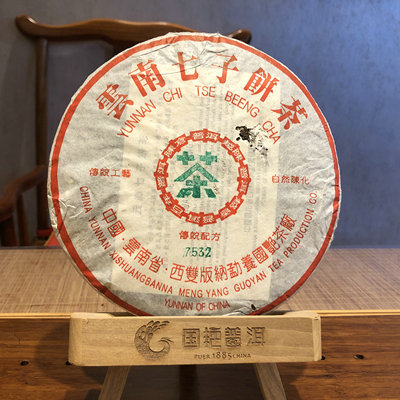 雲南七子餅茶
YUNNAN CHI TSE BEENG CHA
傳統工藝
自然陳化
茶
傳統配方
7532
中國·雲南省·西雙版納勐養國艷茶廠
CHINA YUNNAN XISHUANGBANNA MENG YANG GUOYAN TEA PRODUCTION CO.
YUNNAN OF CHINA
国艳普洱
PUER 1885 CHINA